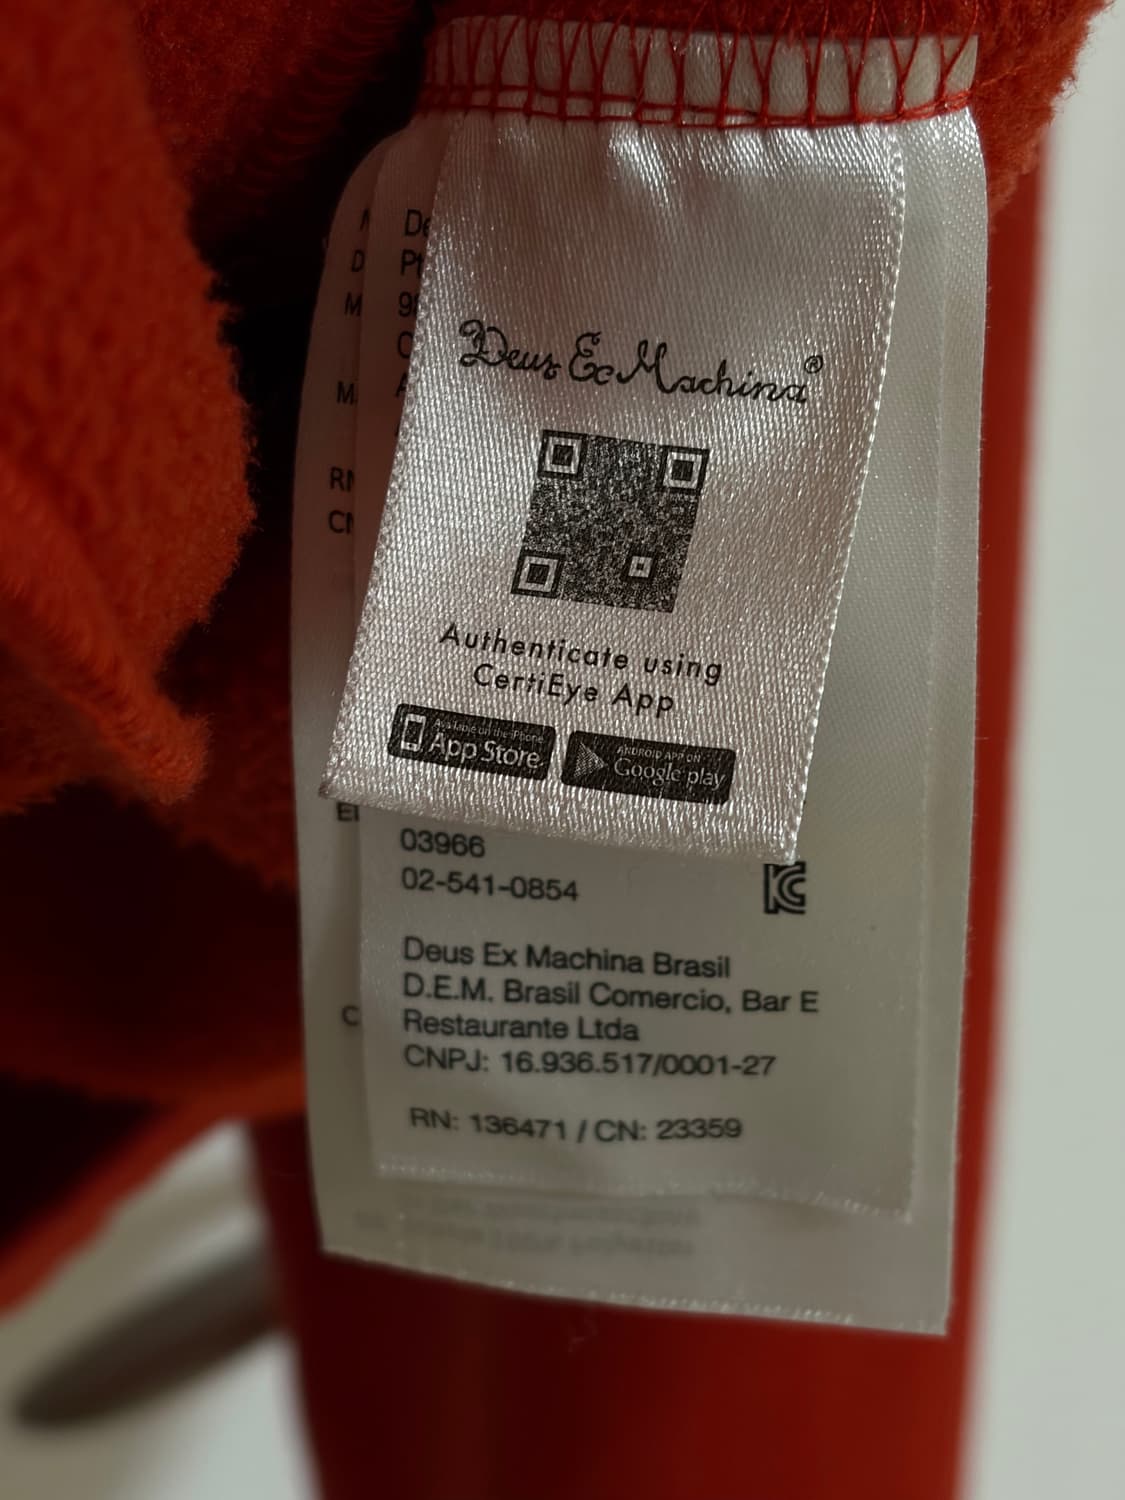 Deus Ex Machina®
Authenticate using
CertiEye App
Available on the iPhone
App Store
ANDROID APP ON
Google play
03966
02-541-0854
Deus Ex Machina Brasil
D.E.M. Brasil Comercio, Bar E
Restaurante Ltda
CNPJ: 16.936.517/0001-27
RN: 136471 / CN: 23359